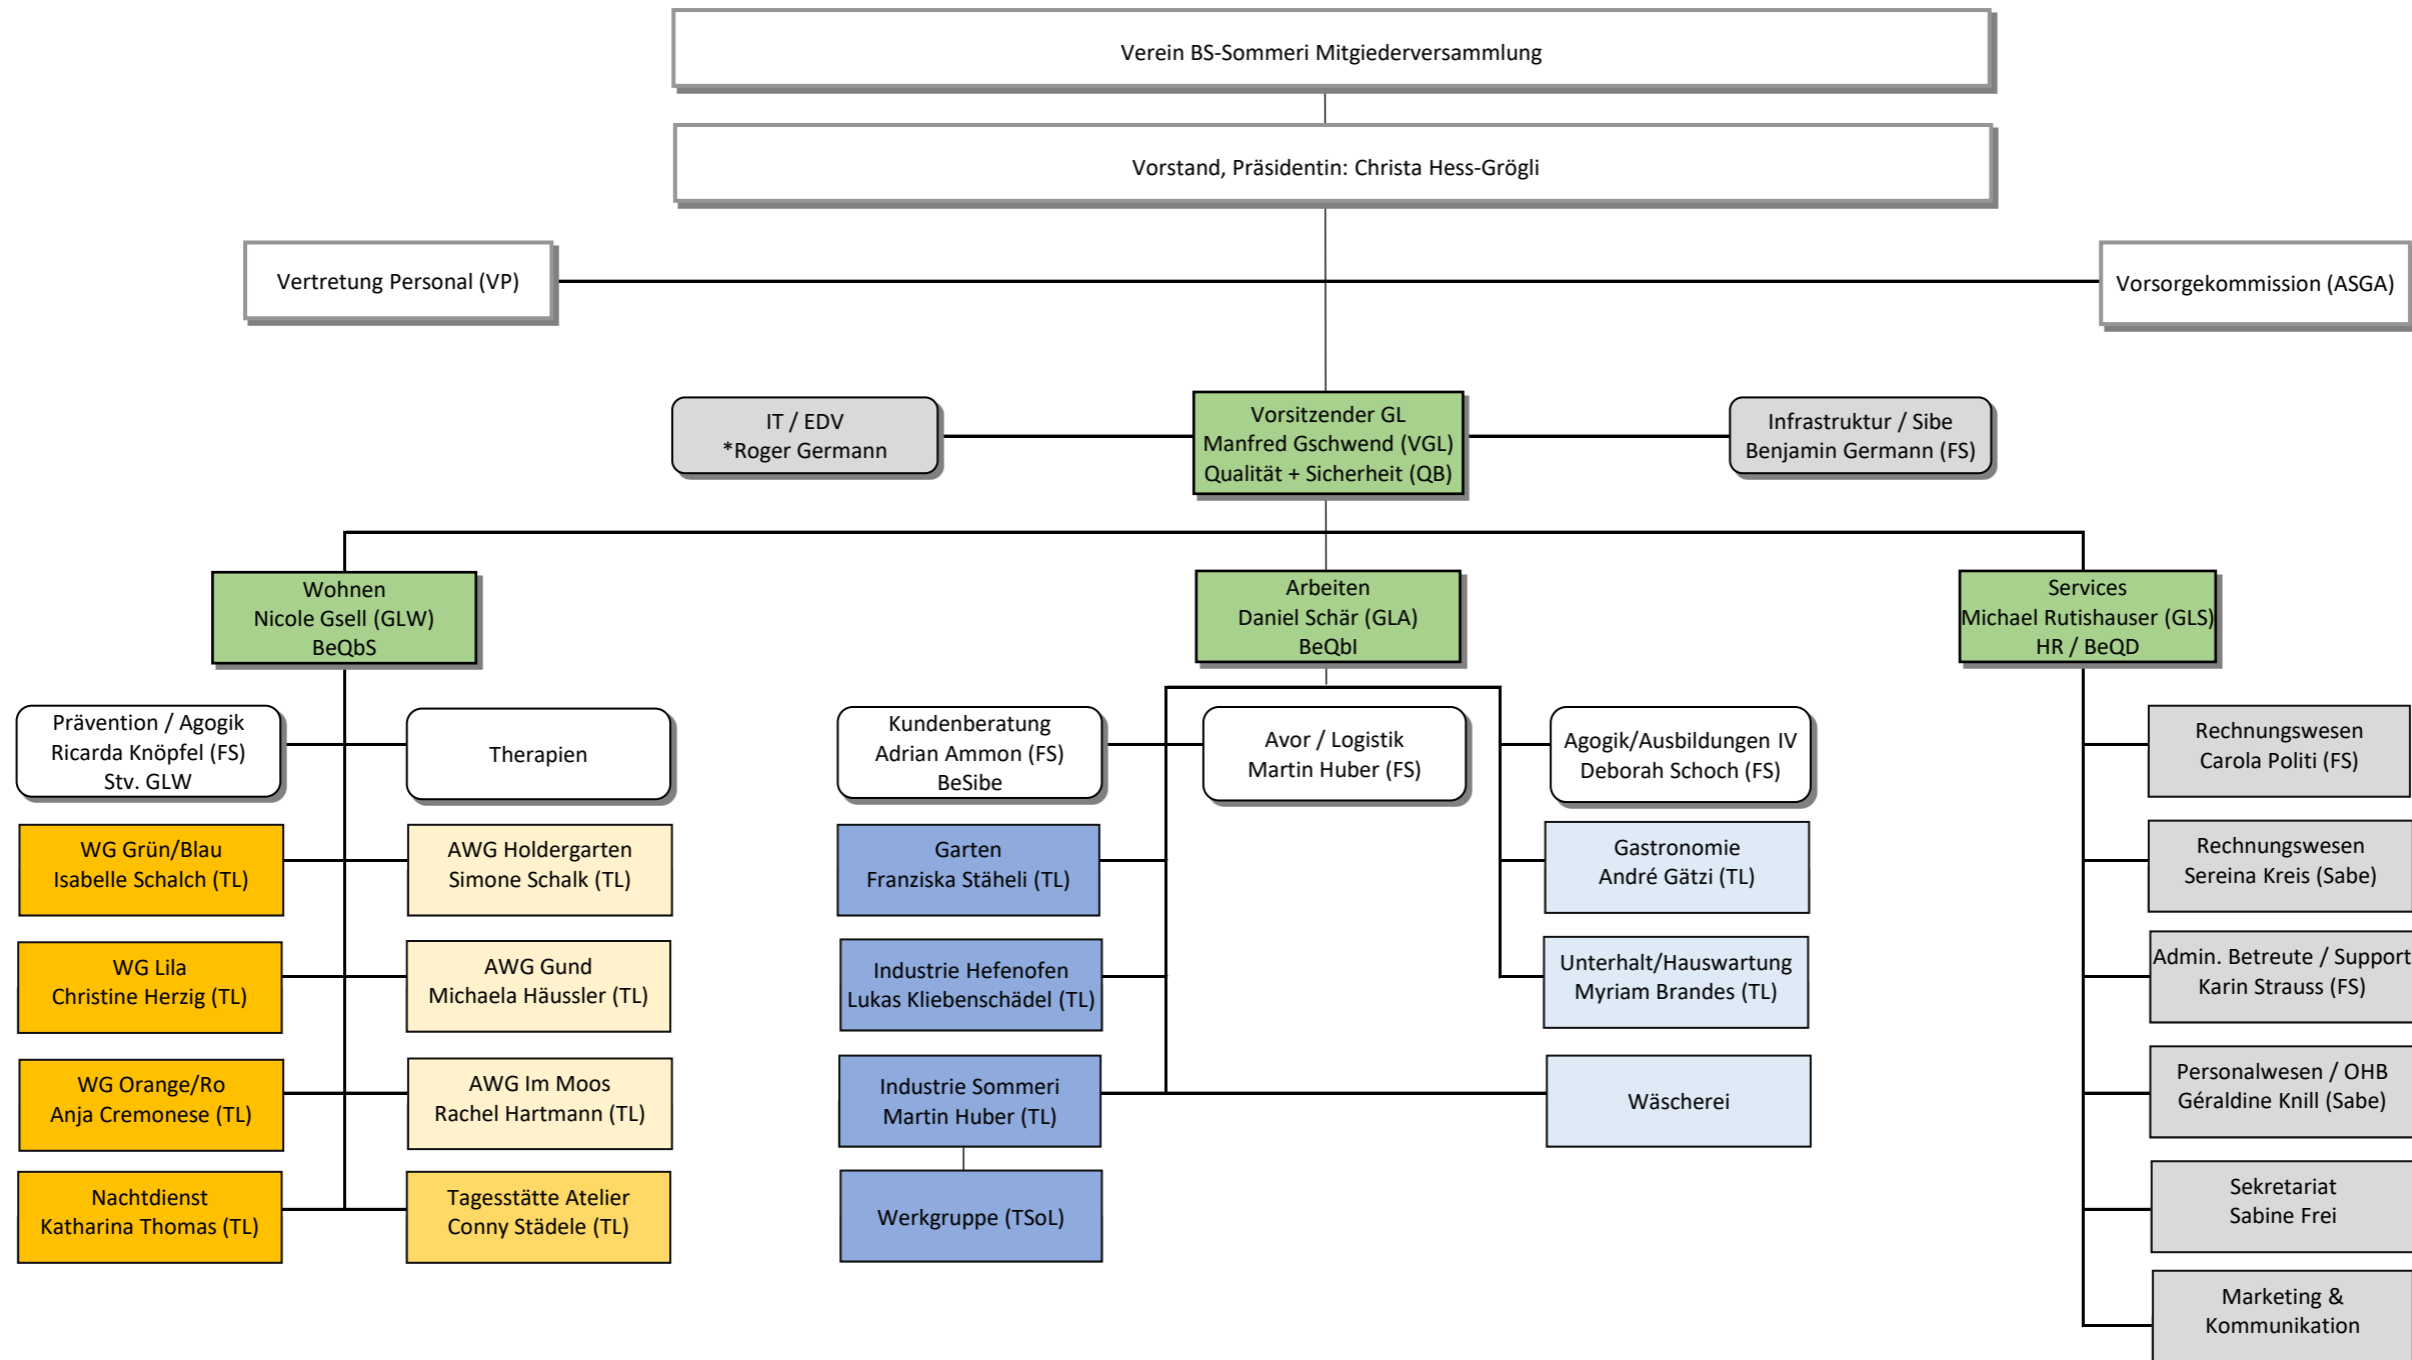 Verein BS-Sommeri Mitgiederversammlung
Vorstand, Präsidentin: Christa Hess-Grögli
Vertretung Personal (VP)
Vorsorgekommission (ASGA)
IT / EDV
*Roger Germann
Vorsitzender GL
Manfred Gschwend (VGL)
Qualität + Sicherheit (QB)
Infrastruktur / Sibe
Benjamin Germann (FS)
Wohnen
Nicole Gsell (GLW)
BeQbS
Arbeiten
Daniel Schär (GLA)
BeQbI
Services
Michael Rutishauser (GLS)
HR / BeQD
Prävention / Agogik
Ricarda Knöpfel (FS)
Stv. GLW
Therapien
Kundenberatung
Adrian Ammon (FS)
BeSibe
Avor / Logistik
Martin Huber (FS)
Agogik/Ausbildungen IV
Deborah Schoch (FS)
Rechnungswesen
Carola Politi (FS)
WG Grün/Blau
Isabelle Schalch (TL)
AWG Holdergarten
Simone Schalk (TL)
Garten
Franziska Stäheli (TL)
Gastronomie
André Gätzi (TL)
Rechnungswesen
Sereina Kreis (Sabe)
WG Lila
Christine Herzig (TL)
AWG Gund
Michaela Häussler (TL)
Industrie Hefenofen
Lukas Kliebenschädel (TL)
Unterhalt/Hauswartung
Myriam Brandes (TL)
Admin. Betreute / Support
Karin Strauss (FS)
WG Orange/Ro
Anja Cremonese (TL)
AWG Im Moos
Rachel Hartmann (TL)
Industrie Sommeri
Martin Huber (TL)
Wäscherei
Personalwesen / OHB
Géraldine Knill (Sabe)
Nachtdienst
Katharina Thomas (TL)
Tagesstätte Atelier
Conny Städele (TL)
Werkgruppe (TSoL)
Sekretariat
Sabine Frei
Marketing &
Kommunikation